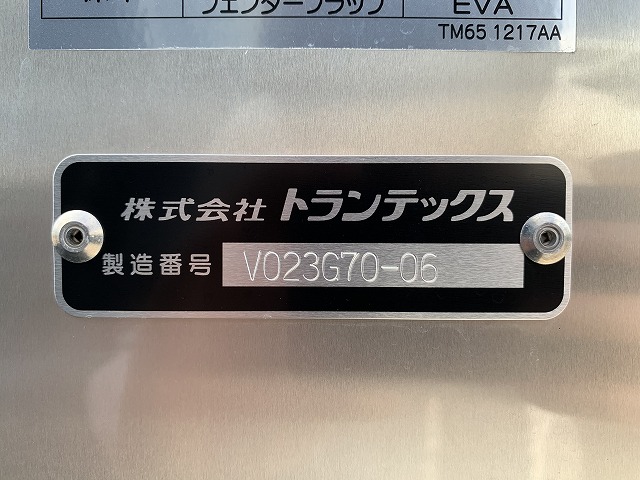 フェンダーフラップ EVA
TM65 1217AA
株式会社 トランテックス
製造番号 V023G70-06